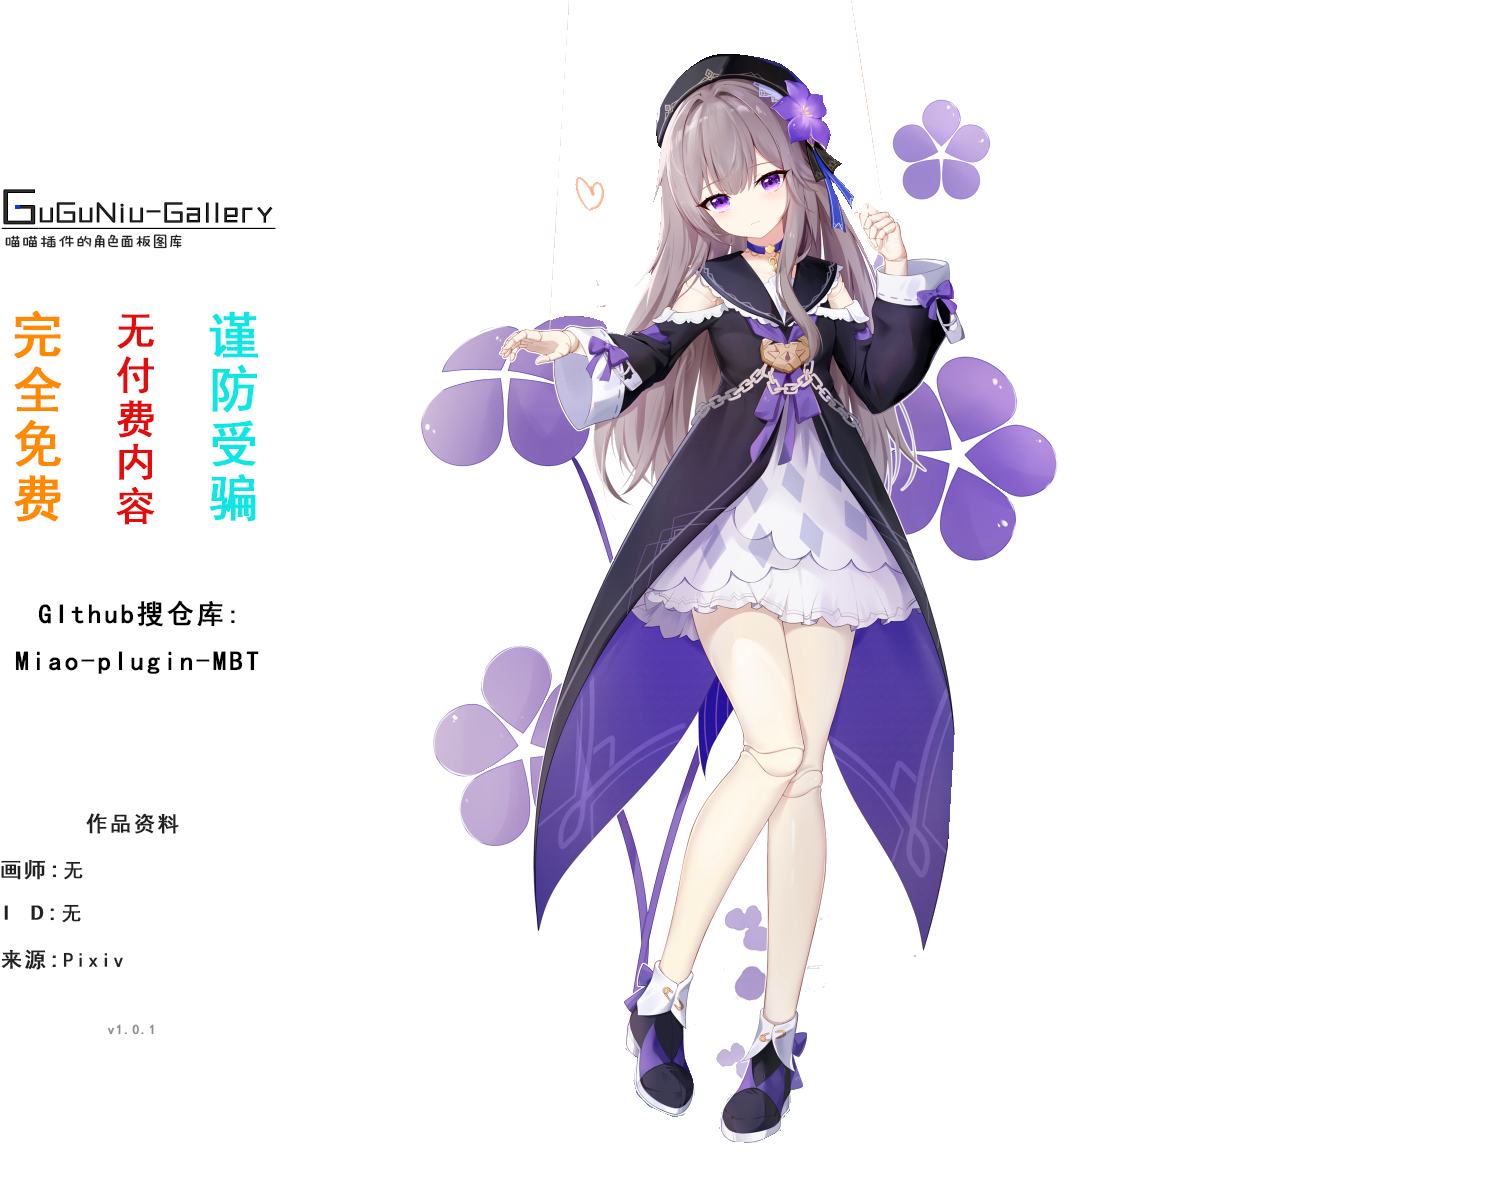 GuGuNiu-Gallery
喵喵插件的角色面板图库
完全免费
无付费内容
谨防受骗
GIthub搜仓库:
Miao-plugin-MBT
作品资料
画师:无
I D:无
来源:Pixiv
v1.0.1